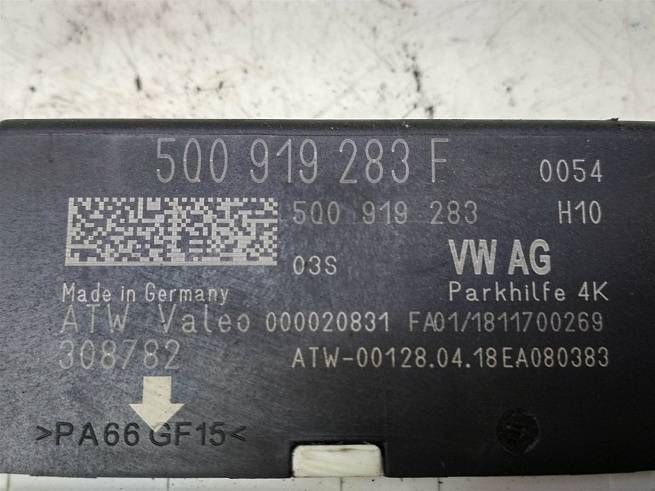 5Q0 919 283 F 0054
5Q0 919 283 H10
03S VW AG
Made in Germany Parkhilfe 4K
ATW Valeo 000020831 FA01/1811700269
308782 ATW-00128.04.18EA080383
>PA66 GF15<